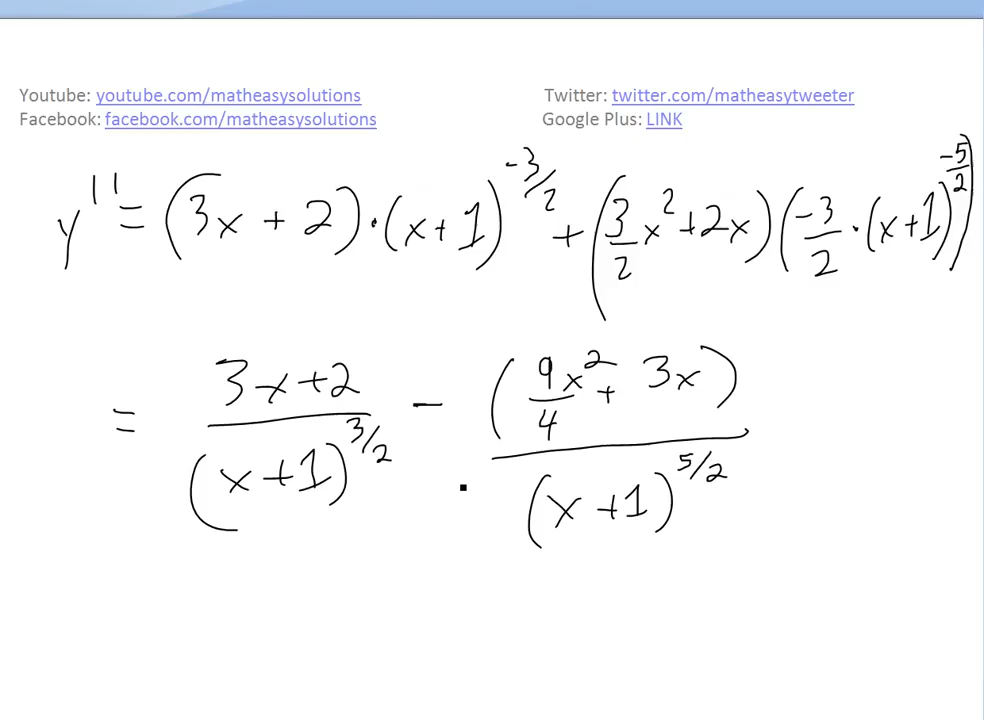 Youtube: youtube.com/matheasysolutions Twitter: twitter.com/matheasytweeter
Facebook: facebook.com/matheasysolutions Google Plus: LINK
y'' = (3x + 2) · (x+1)^(-3/2) + (3/2 x² + 2x)(-3/2 · (x+1)^(-5/2))
= (3x+2)/(x+1)^(3/2) - (9/4 x² + 3x)/(x+1)^(5/2)